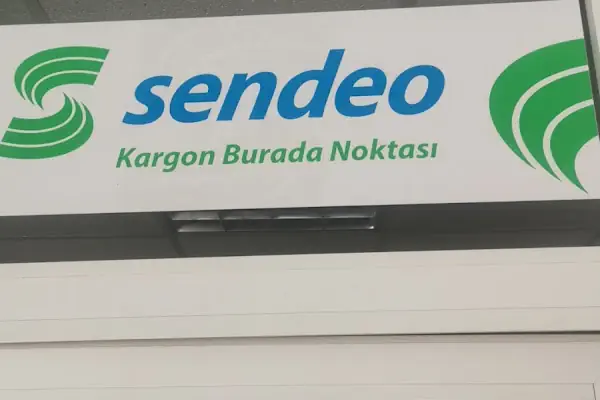 sendeo
Kargon Burada Noktası